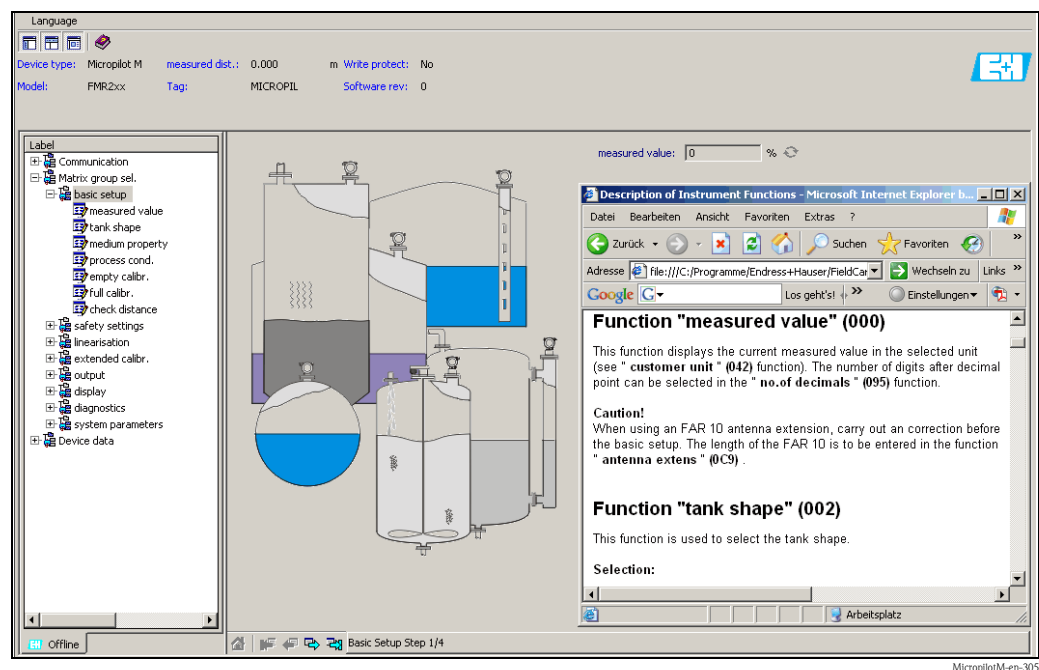 Language
Device type: Micropilot M measured dist.: 0.000 m Write protect: No
Model: FMR2xx Tag: MICROPIL Software rev: 0
E+H
Label
Communication
Matrix group sel.
basic setup
measured value
tank shape
medium property
process cond.
empty calibr.
full calibr.
check distance
safety settings
linearisation
extended calibr.
output
display
diagnostics
system parameters
Device data
Offline
measured value: 0 %
Description of Instrument Functions - Microsoft Internet Explorer b...
Datei Bearbeiten Ansicht Favoriten Extras ?
Zurück Suchen Favoriten »
Adresse file:///C:/Programme/Endress+Hauser/FieldCar Wechseln zu Links »
Google G Los geht's! » Einstellungen
Function "measured value" (000)
This function displays the current measured value in the selected unit
(see " customer unit " (042) function). The number of digits after decimal
point can be selected in the " no.of decimals " (095) function.
Caution!
When using an FAR 10 antenna extension, carry out an correction before
the basic setup. The length of the FAR 10 is to be entered in the function
" antenna extens " (0C9) .
Function "tank shape" (002)
This function is used to select the tank shape.
Selection:
Arbeitsplatz
Basic Setup Step 1/4
MicropilotM-en-305